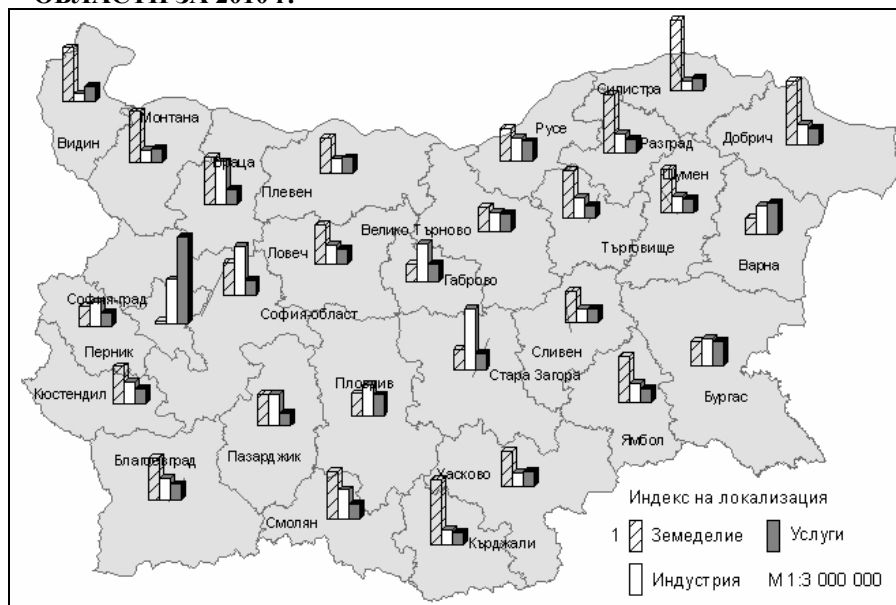 ОБЛАСТИ ЗА 2010 г.
Силистра
Монтана
Русе
Разград
Добрич
Видин
Враца
Плевен
Шумен
Велико Търново
Търговище
Ловеч
Варна
Габрово
София-град
София-област
Перник
Сливен
Стара Загора
Кюстендил
Пловдив
Бургас
Ямбол
Пазарджик
Благоевград
Хасково
Смолян
Кърджали
Индекс на локализация
1 Земеделие Услуги
Индустрия М 1:3 000 000